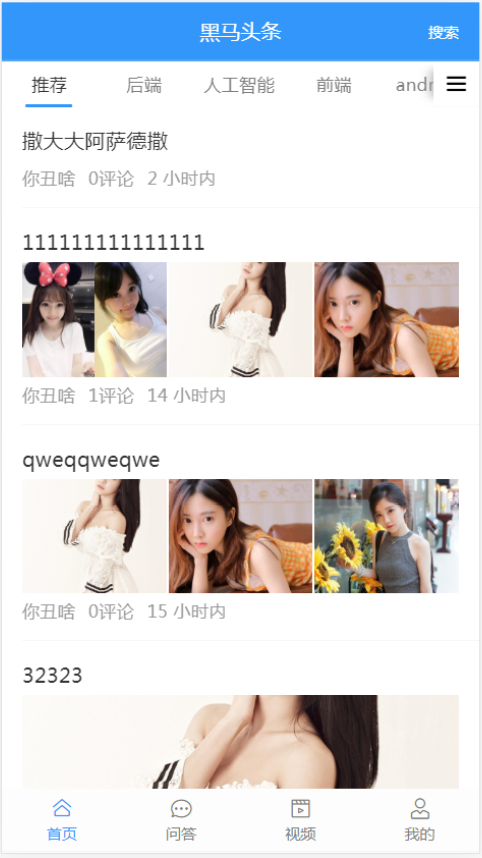 黑马头条 搜索
推荐 后端 人工智能 前端 andr
撒大大阿萨德撒
你丑啥 0评论 2 小时内
111111111111111
你丑啥 1评论 14 小时内
qweqqweqwe
你丑啥 0评论 15 小时内
32323
首页 问答 视频 我的